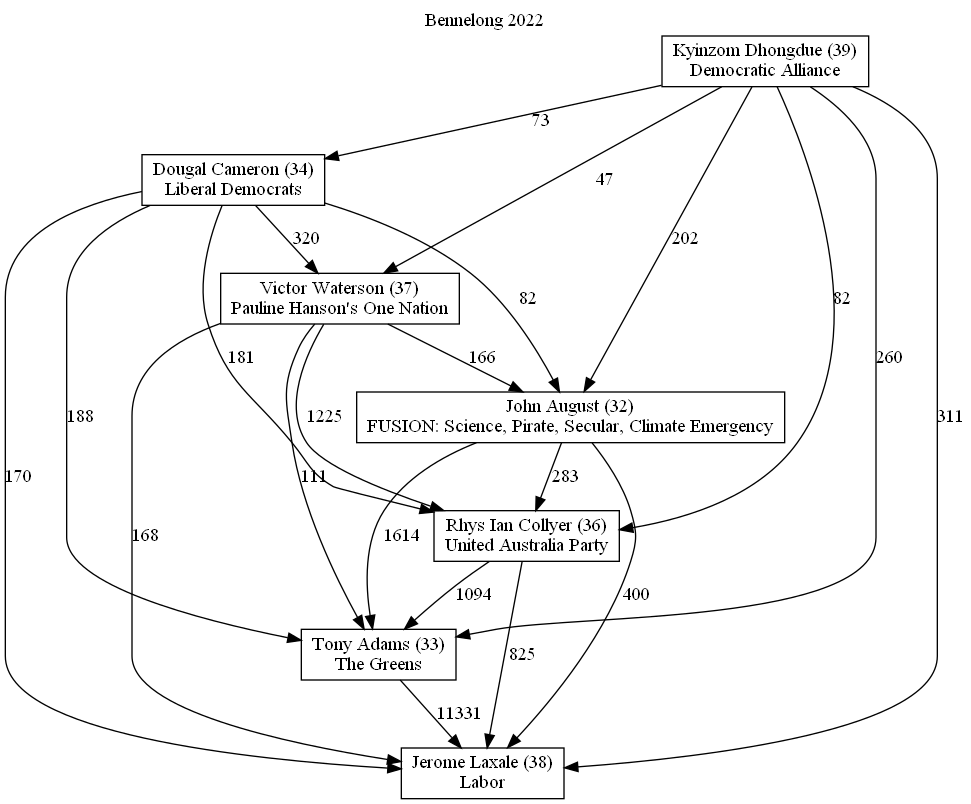 Bennelong 2022
Kyinzom Dhongdue (39)
Democratic Alliance
73
Dougal Cameron (34)
Liberal Democrats
47
320
202
Victor Waterson (37)
Pauline Hanson's One Nation
82
82
181
166
260
John August (32)
FUSION: Science, Pirate, Secular, Climate Emergency
188
1225
311
170
111
283
Rhys Ian Collyer (36)
United Australia Party
168
1614
1094
400
Tony Adams (33)
The Greens
825
11331
Jerome Laxale (38)
Labor